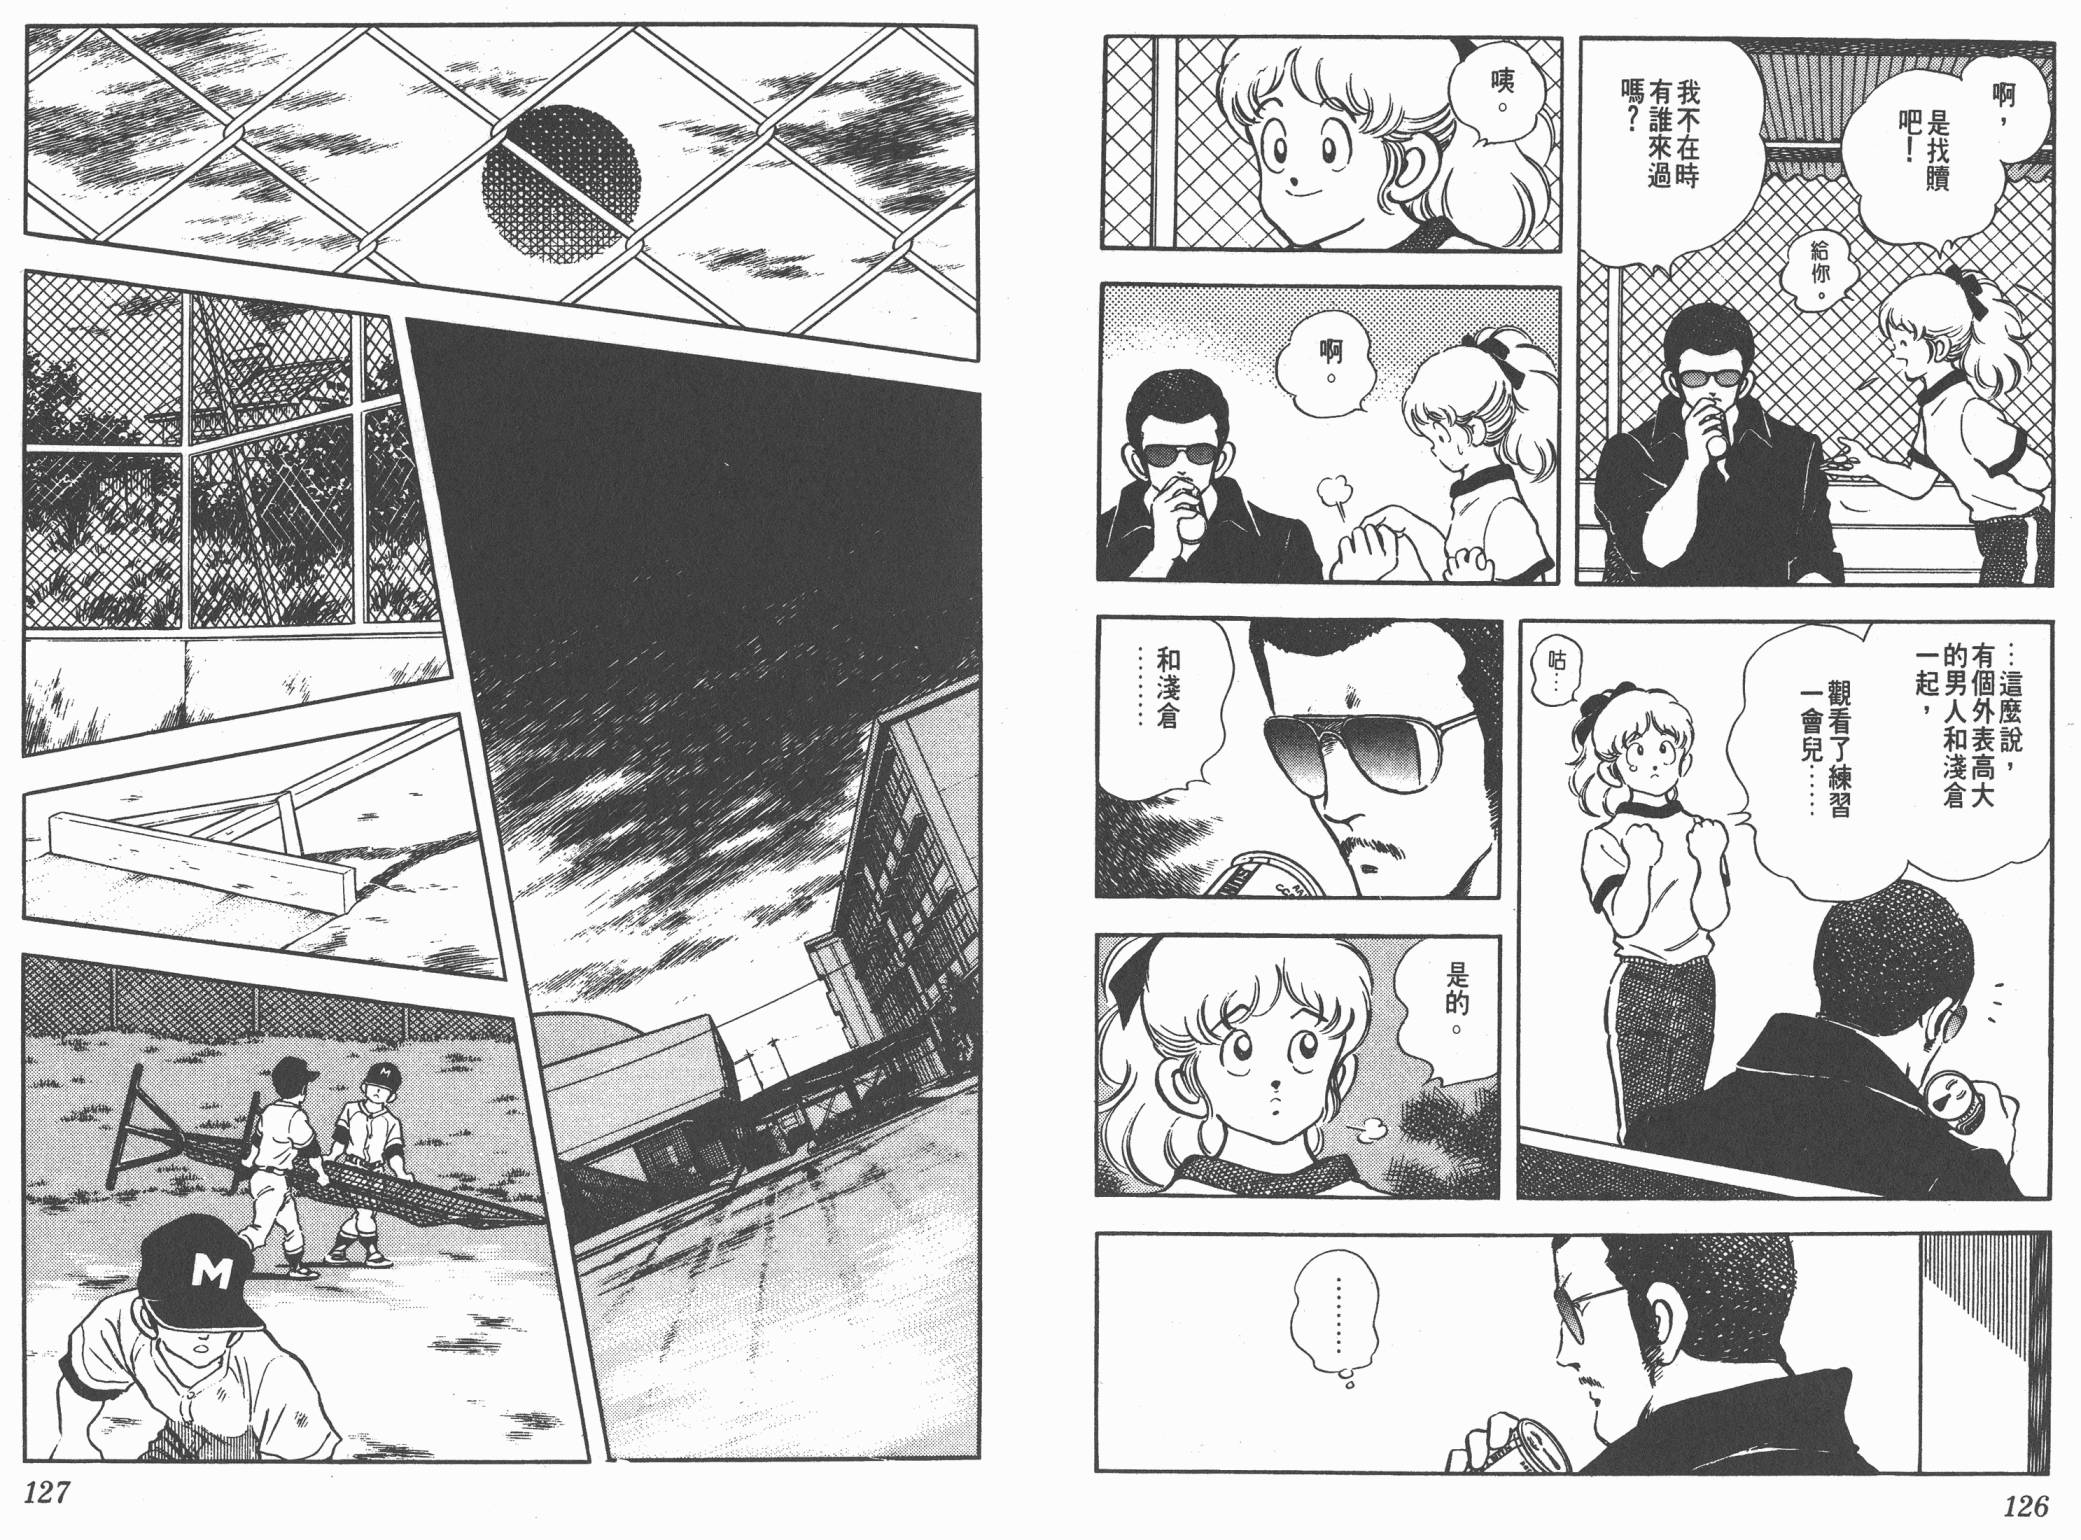 啊，
是找贖
吧！
給你。
我不在時
有誰來過
嗎？
咦。
啊。
…這麼說，
有個外表高大
的男人和淺倉
一起，
觀看了練習
一會兒……
咕…
和淺倉
………
是的。
………
M
M
126
127